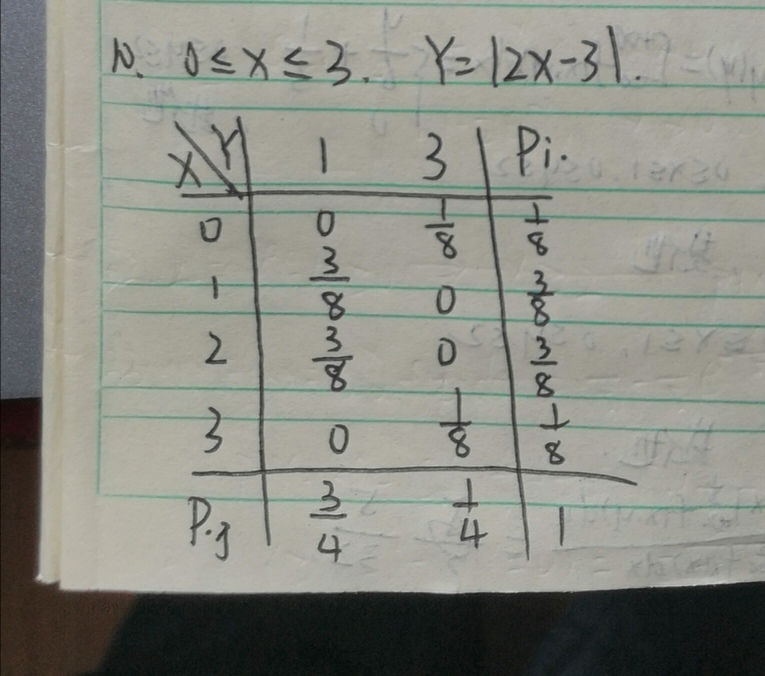 10. 0≤X≤3. Y=|2X-3|.
X\Y 1 3 Pi.
0 0 1/8 1/8
1 3/8 0 3/8
2 3/8 0 3/8
3 0 1/8 1/8
P.j 3/4 1/4 1